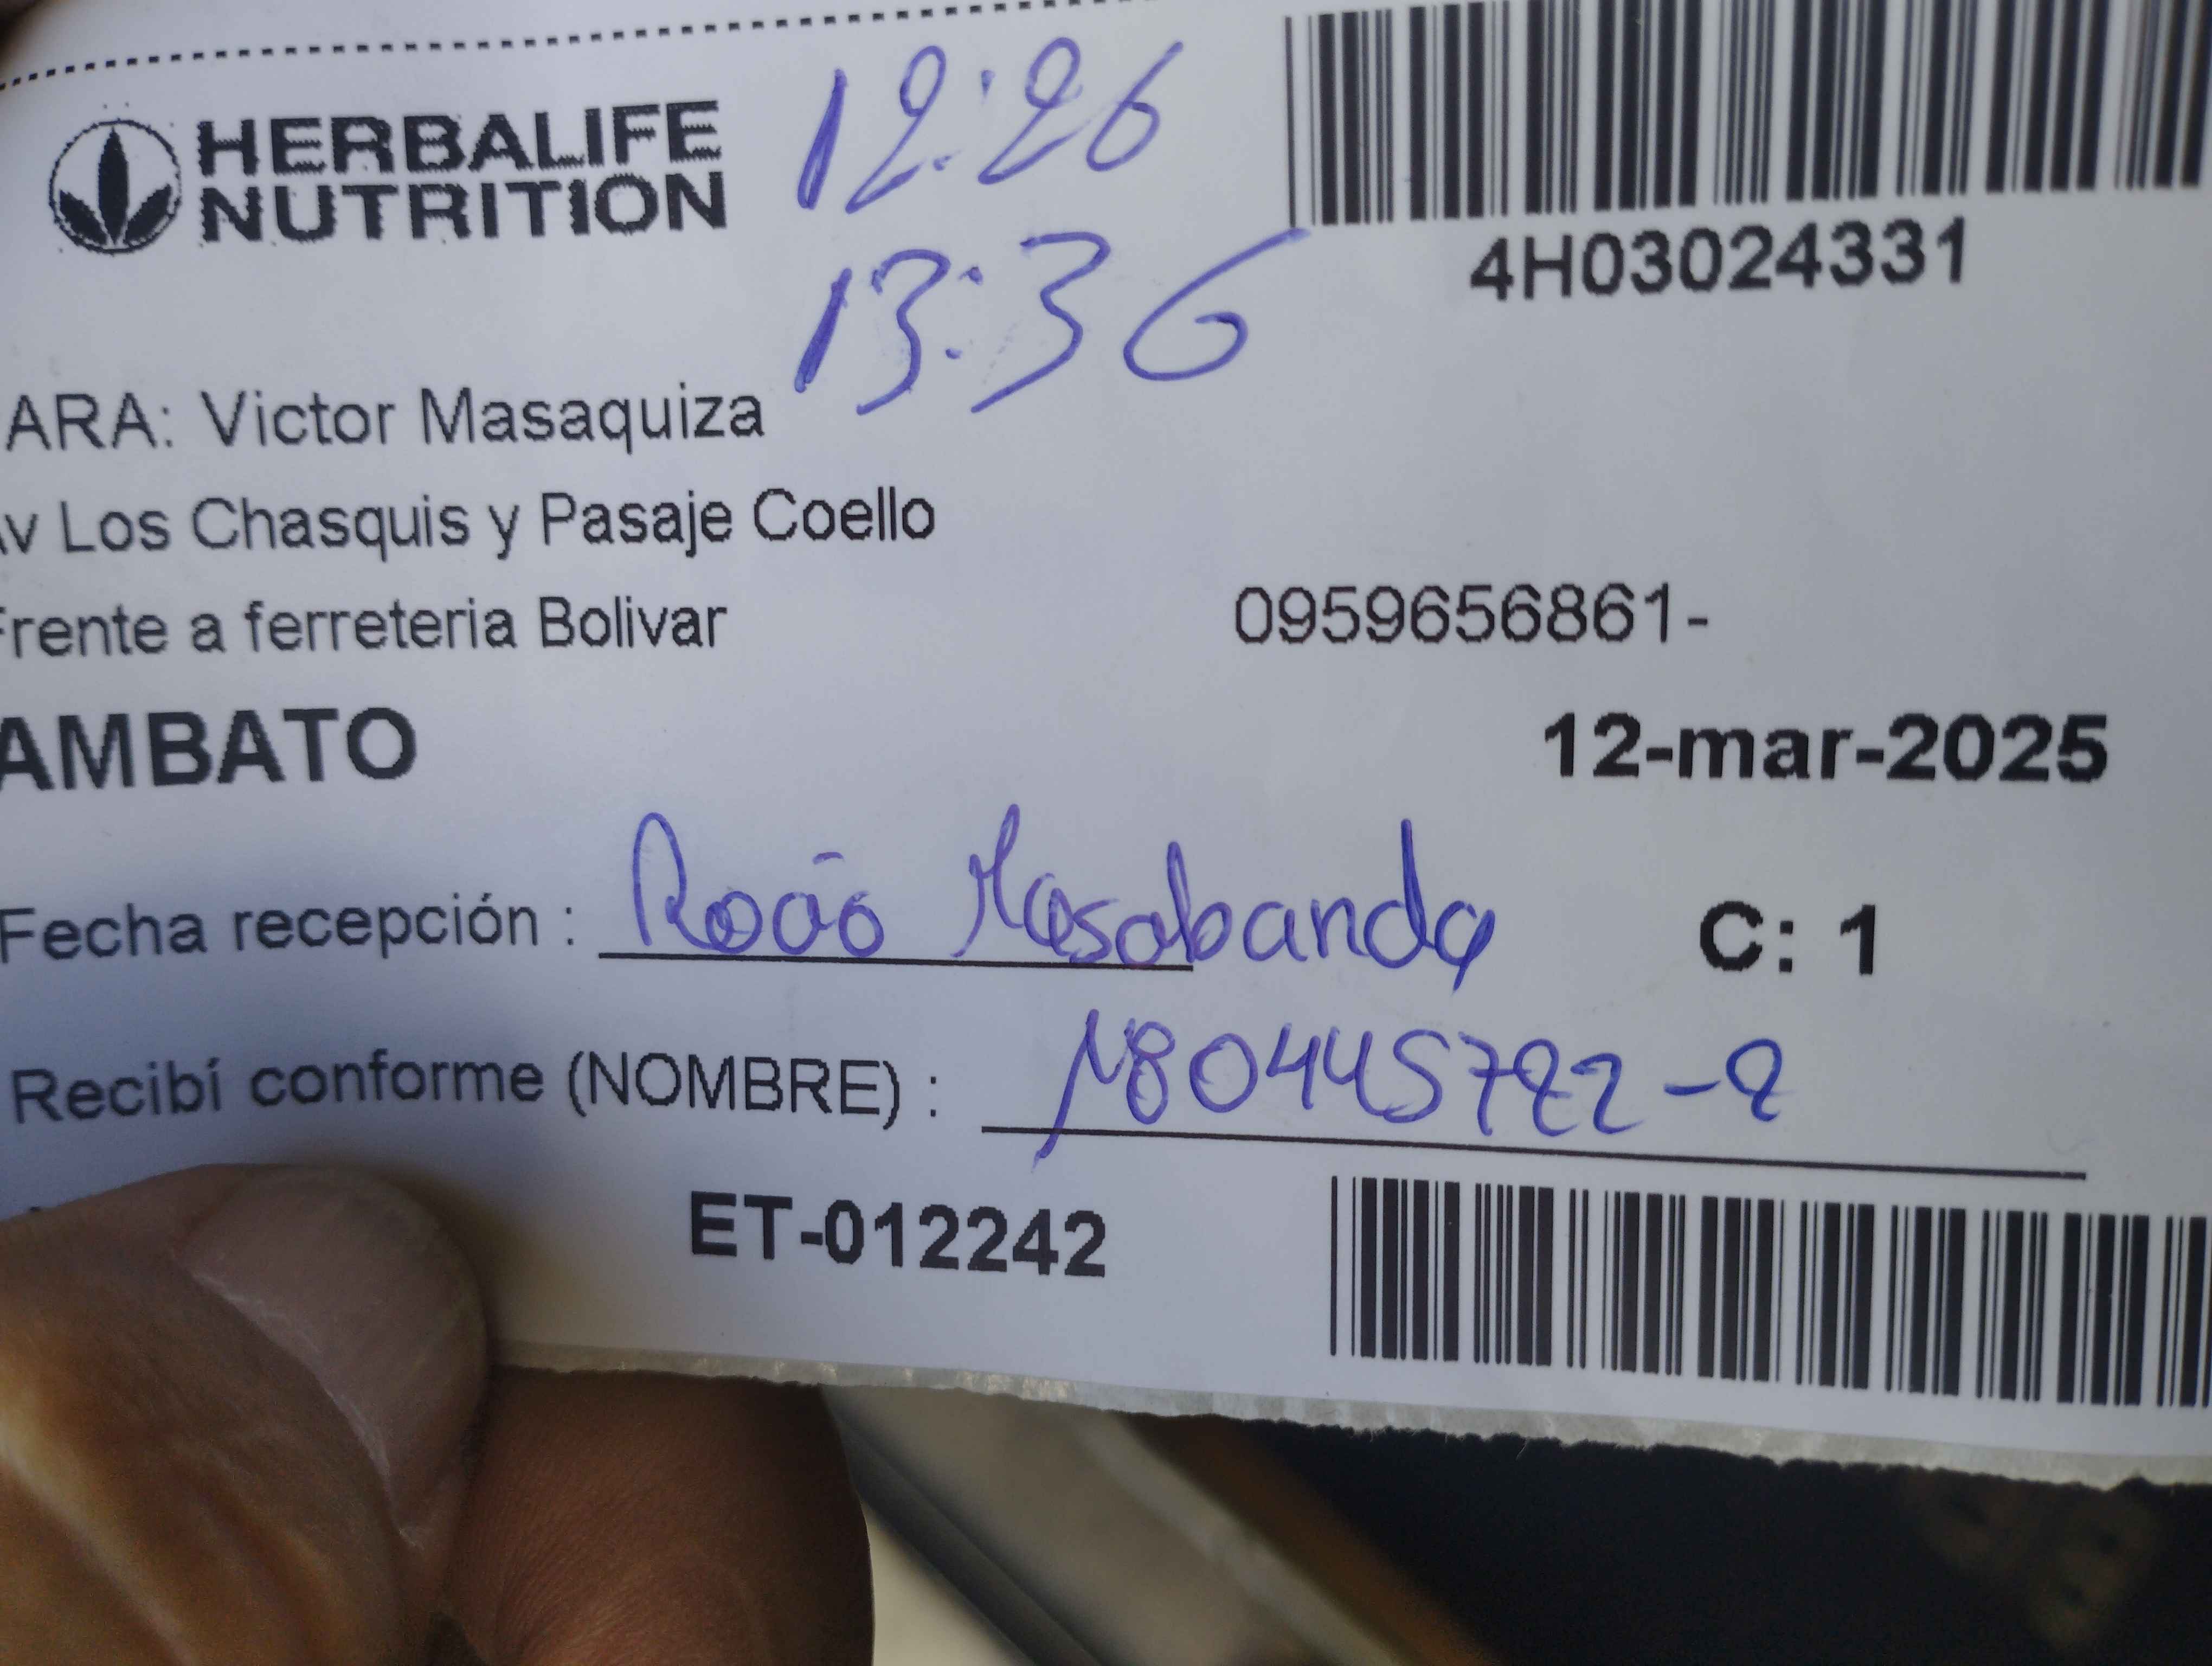 HERBALIFE
NUTRITION
12:26
13:36
4H03024331
ARA: Victor Masaquiza
Av Los Chasquis y Pasaje Coello
Frente a ferreteria Bolivar
0959656861-
AMBATO
12-mar-2025
Fecha recepción : Rocío Masabanda
C: 1
Recibí conforme (NOMBRE) : 180445722-2
ET-012242